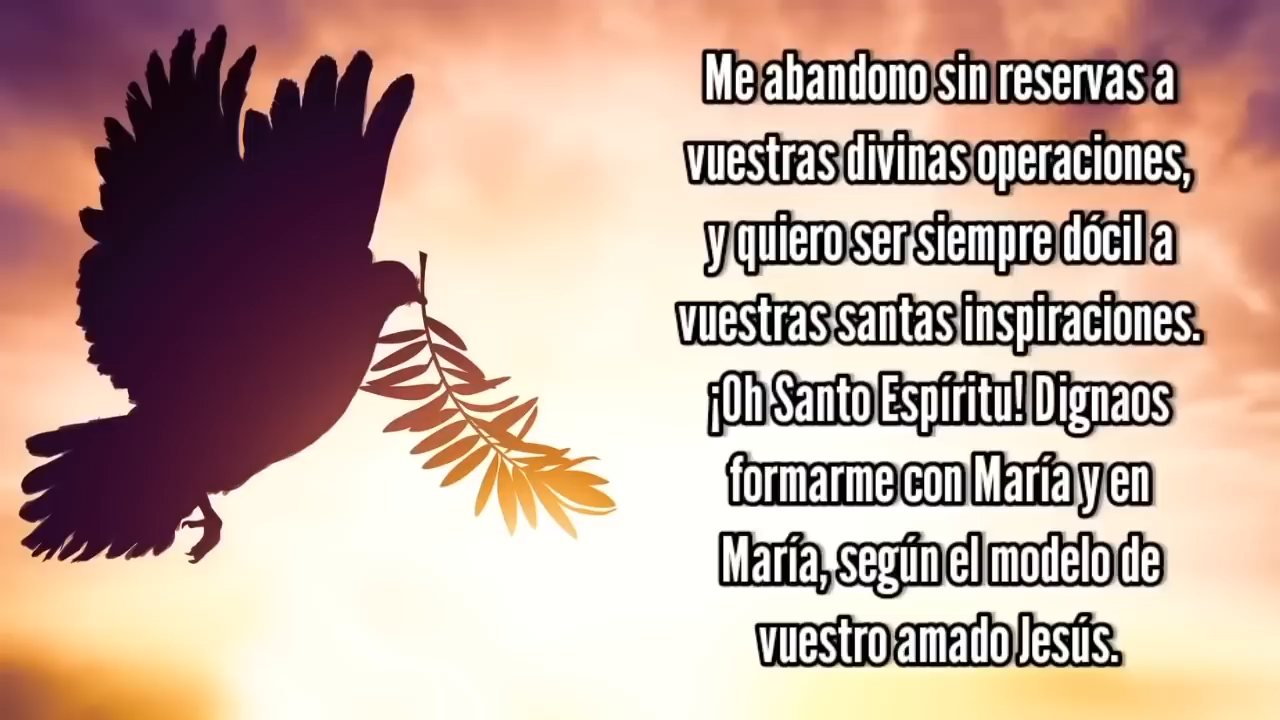 Me abandono sin reservas a
vuestras divinas operaciones,
y quiero ser siempre dócil a
vuestras santas inspiraciones.
¡Oh Santo Espíritu! Dignaos
formarme con María y en
María, según el modelo de
vuestro amado Jesús.